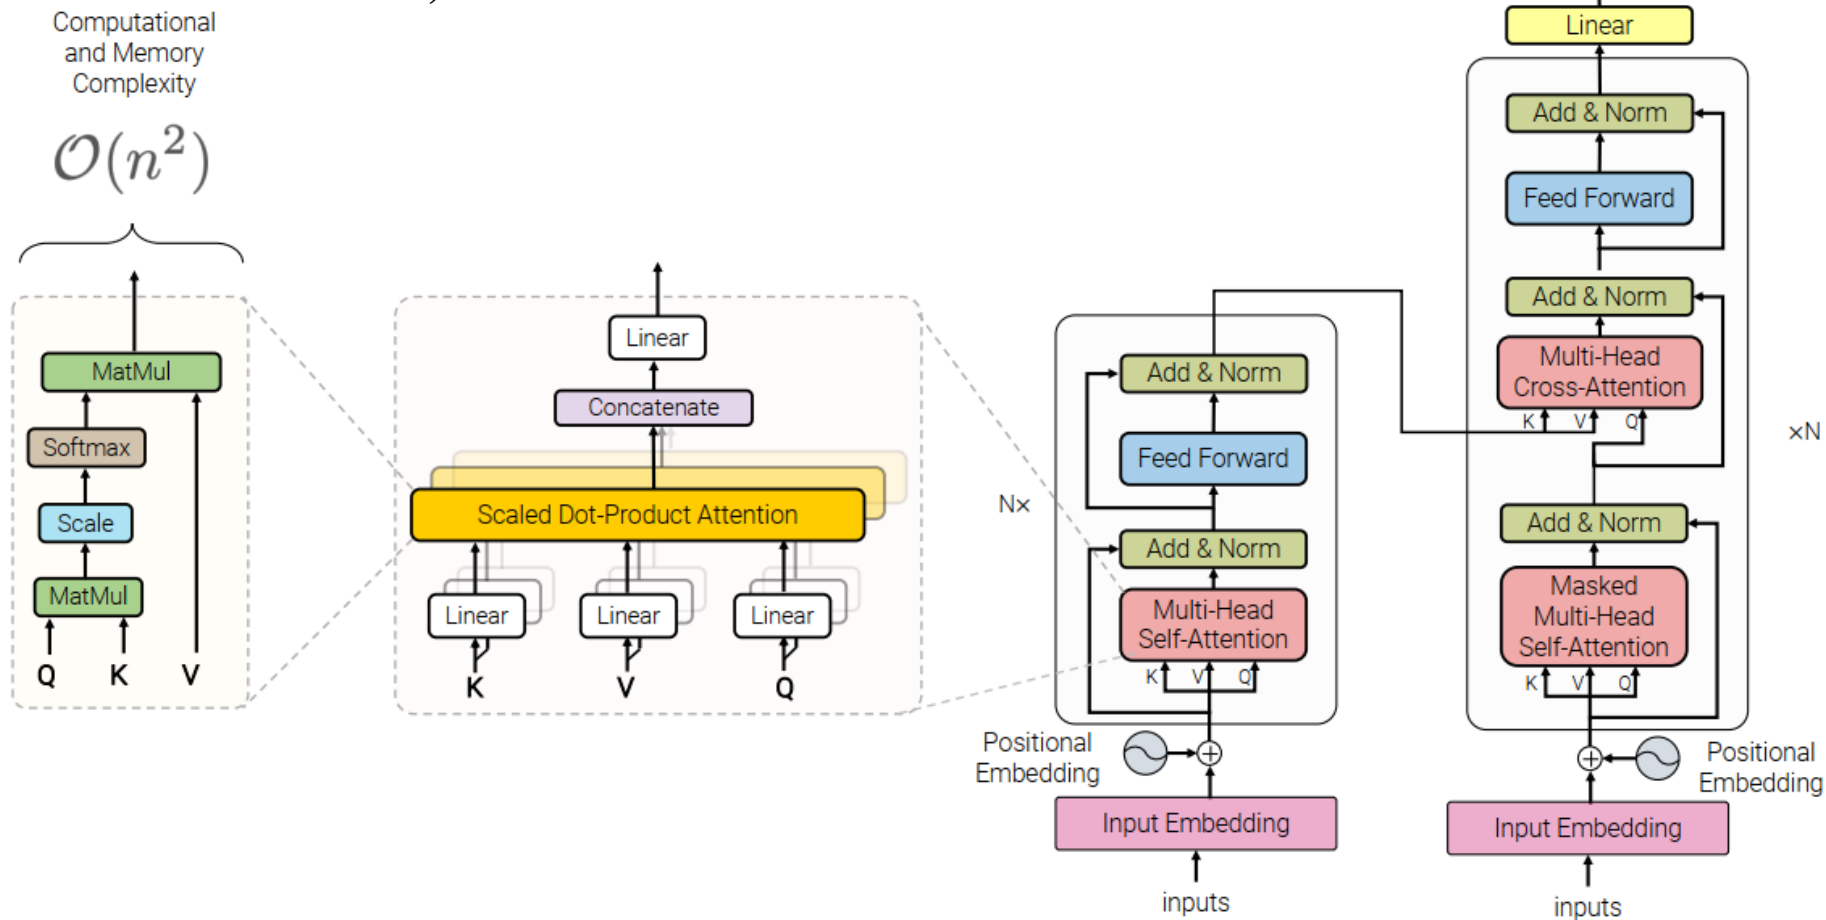 Computational
and Memory
Complexity
𝒪(n²)
MatMul
Softmax
Scale
MatMul
Q K V
Linear
Concatenate
Scaled Dot-Product Attention
Linear Linear Linear
K V Q
N×
Add & Norm
Feed Forward
Add & Norm
Multi-Head
Self-Attention
K V Q
Positional
Embedding
Input Embedding
inputs
Linear
Add & Norm
Feed Forward
Add & Norm
Multi-Head
Cross-Attention
K V Q
×N
Add & Norm
Masked
Multi-Head
Self-Attention
K V Q
Positional
Embedding
Input Embedding
inputs